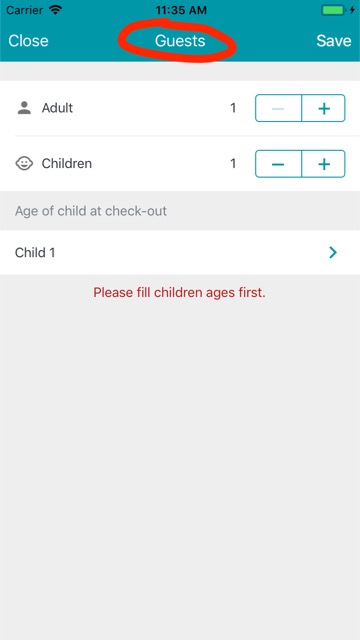 Carrier 11:35 AM
Close Guests Save
Adult 1 − +
Children 1 − +
Age of child at check-out
Child 1
Please fill children ages first.